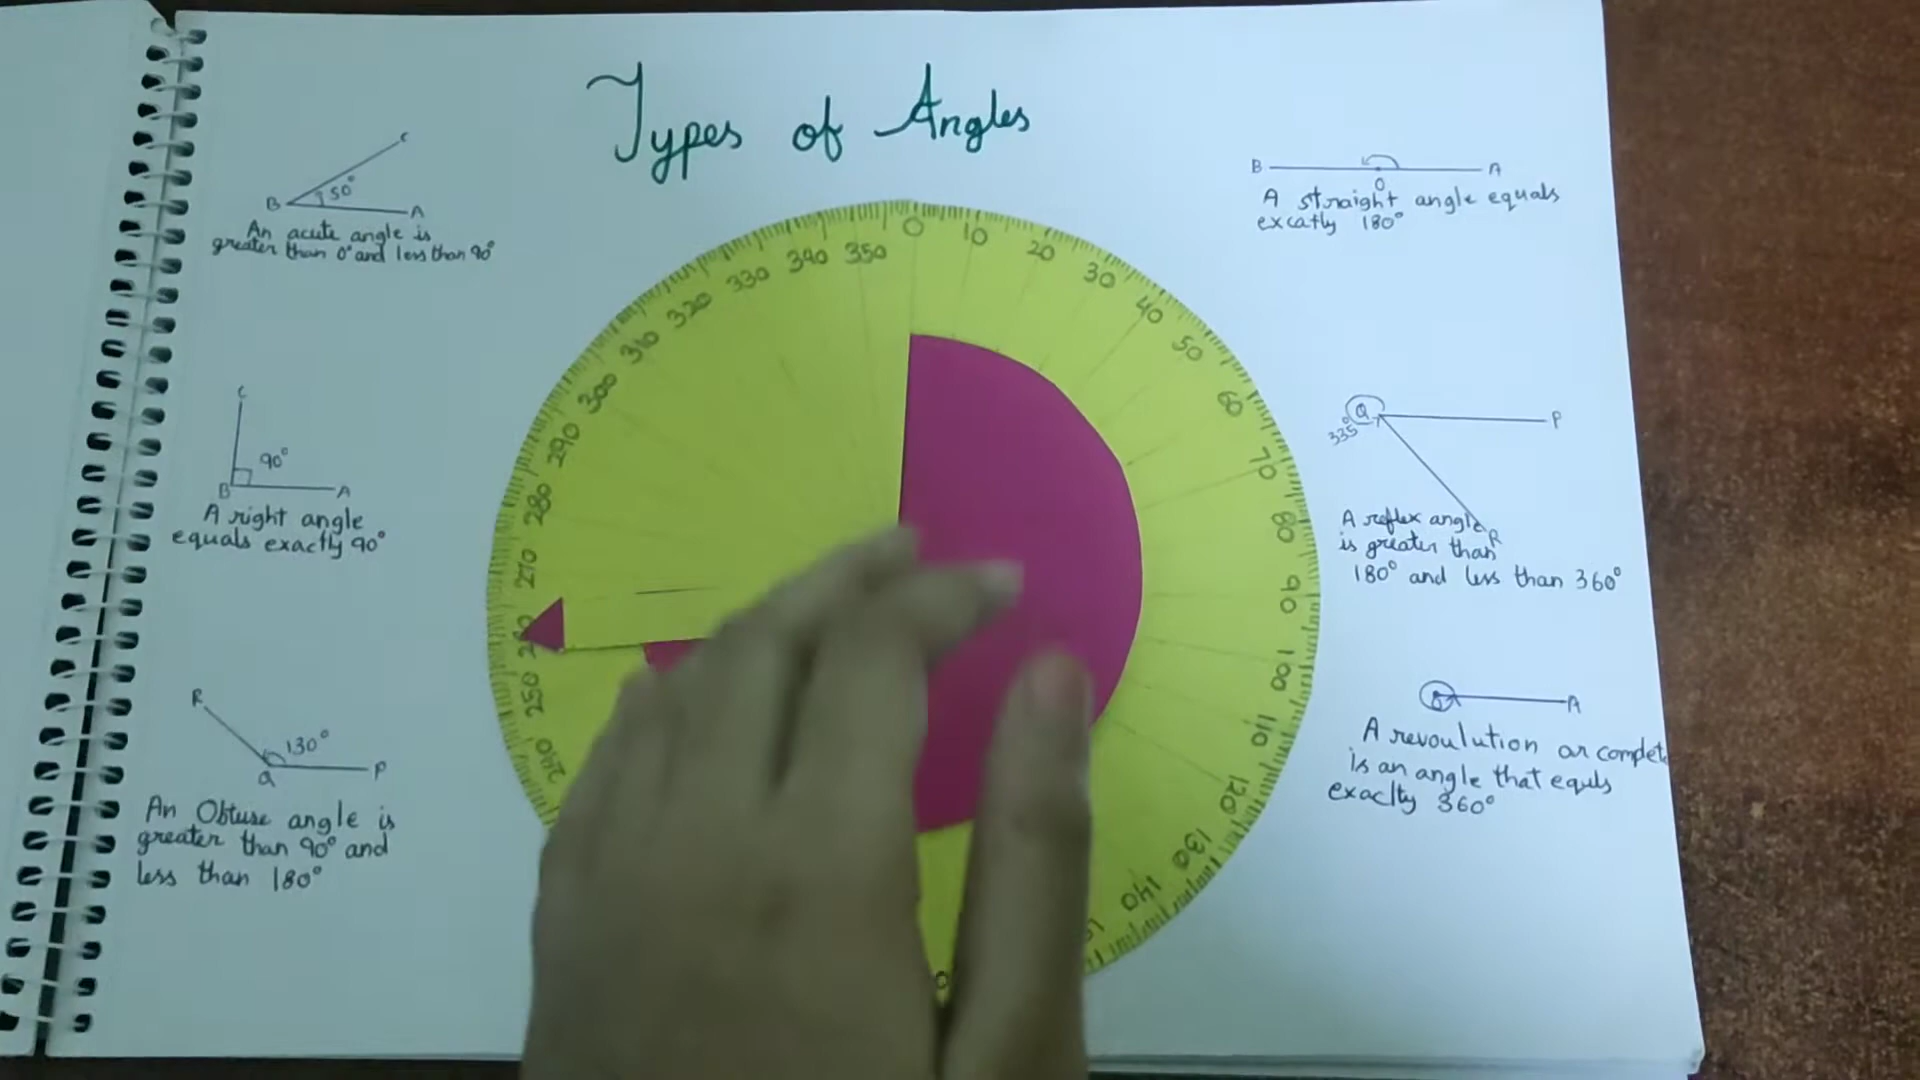 Types of Angles
C
50°
B A
An acute angle is
greater than 0° and less than 90°
C
90°
B A
A right angle
equals exactly 90°
R
130°
Q P
An Obtuse angle is
greater than 90° and
less than 180°
0
10
20
30
40
50
60
70
80
90
100
110
120
130
140
240
250
260
270
280
290
300
310
320
330
340
350
B A
O
A straight angle equals
excatly 180°
Q P
335°
R
A reflex angle
is greater than
180° and less than 360°
A
A revoulution or complet
is an angle that equls
exaclty 360°